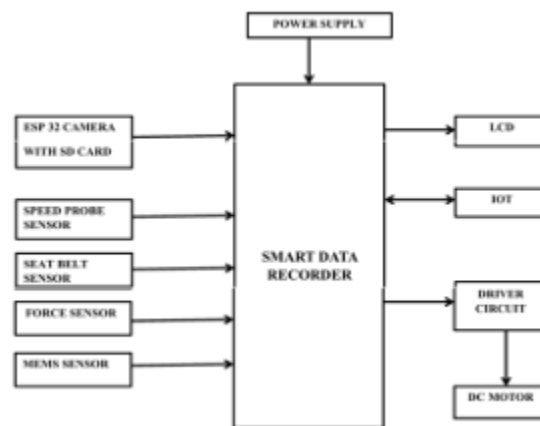 POWER SUPPLY
ESP 32 CAMERA
WITH SD CARD
SPEED PROBE
SENSOR
SEAT BELT
SENSOR
FORCE SENSOR
MEMS SENSOR
SMART DATA
RECORDER
LCD
IOT
DRIVER
CIRCUIT
DC MOTOR